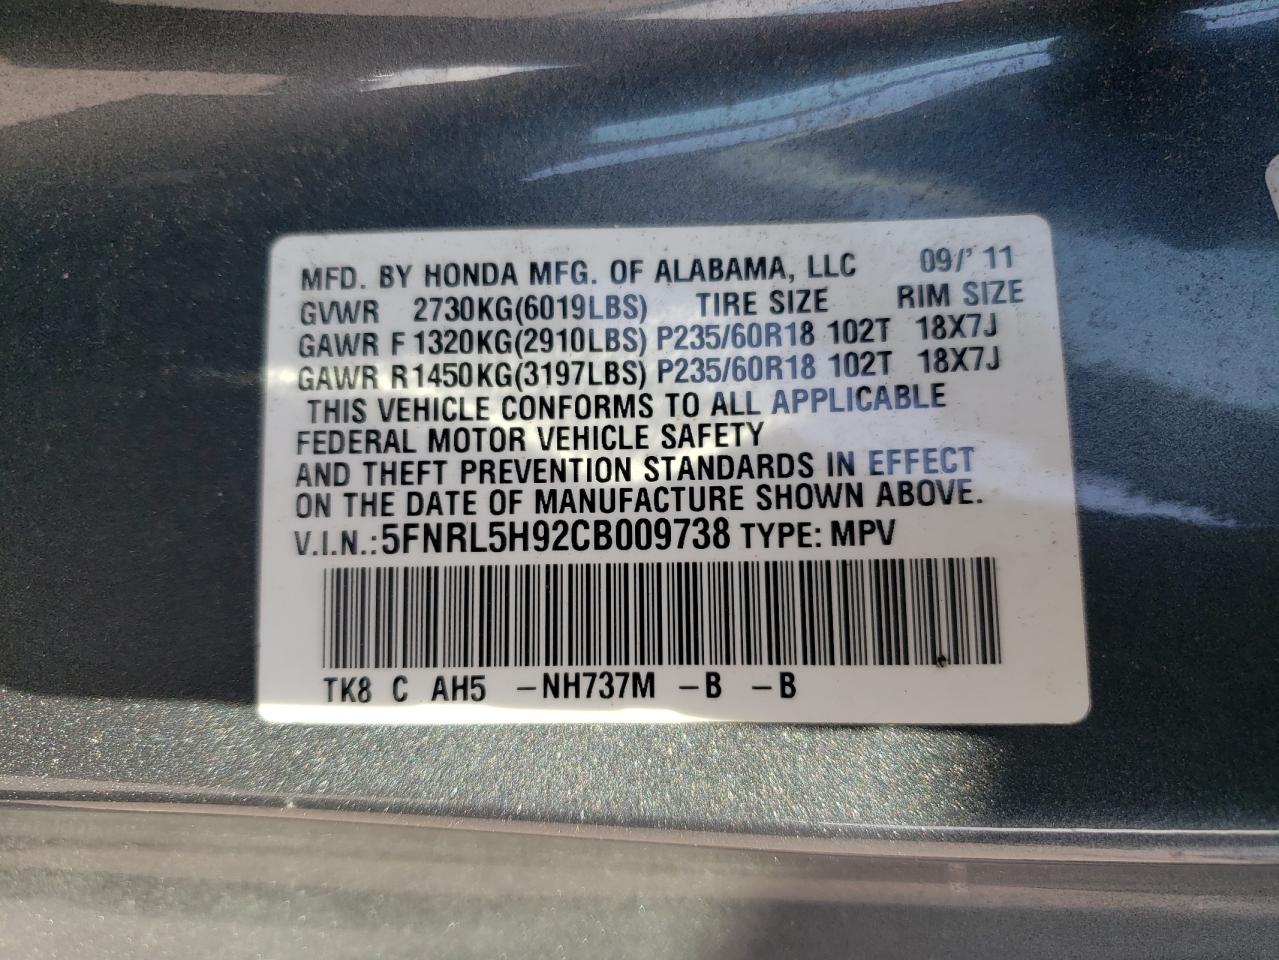 MFD. BY HONDA MFG. OF ALABAMA, LLC 09/' 11
GVWR 2730KG(6019LBS) TIRE SIZE RIM SIZE
GAWR F 1320KG(2910LBS) P235/60R18 102T 18X7J
GAWR R1450KG(3197LBS) P235/60R18 102T 18X7J
THIS VEHICLE CONFORMS TO ALL APPLICABLE
FEDERAL MOTOR VEHICLE SAFETY
AND THEFT PREVENTION STANDARDS IN EFFECT
ON THE DATE OF MANUFACTURE SHOWN ABOVE.
V.I.N.: 5FNRL5H92CB009738 TYPE: MPV
TK8 C AH5 -NH737M -B -B